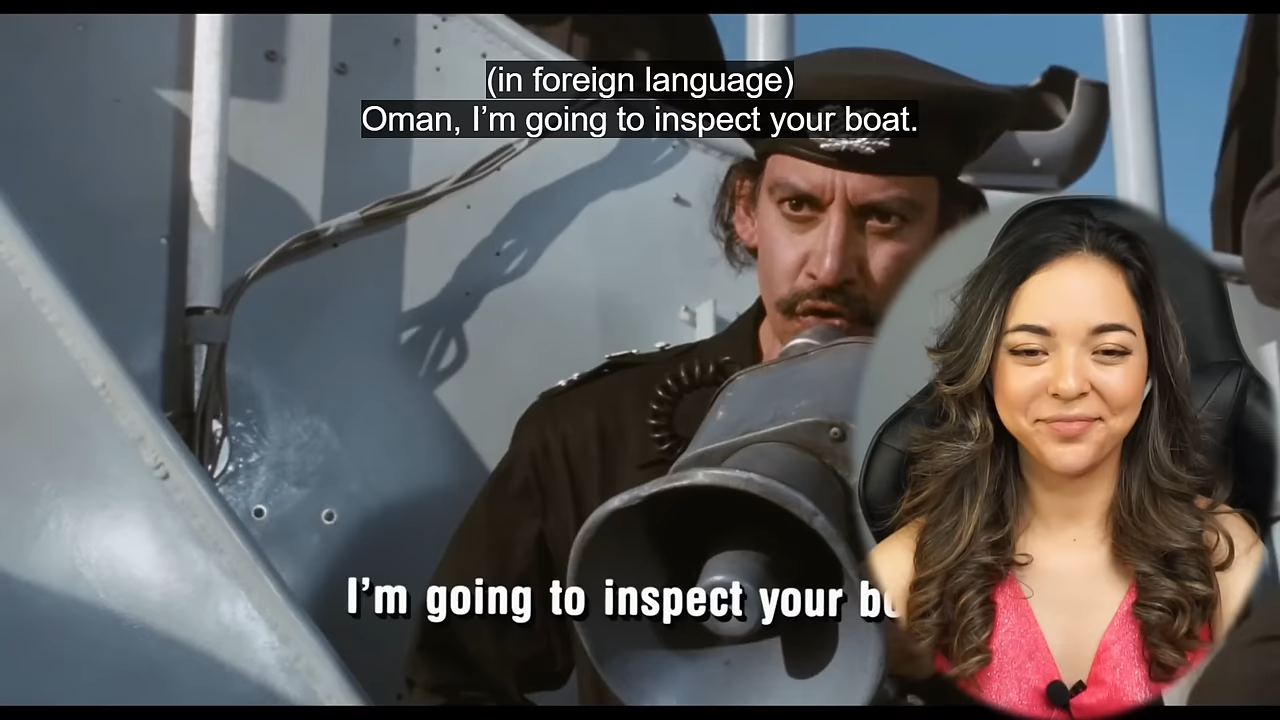 (in foreign language)
Oman, I'm going to inspect your boat.
I'm going to inspect your